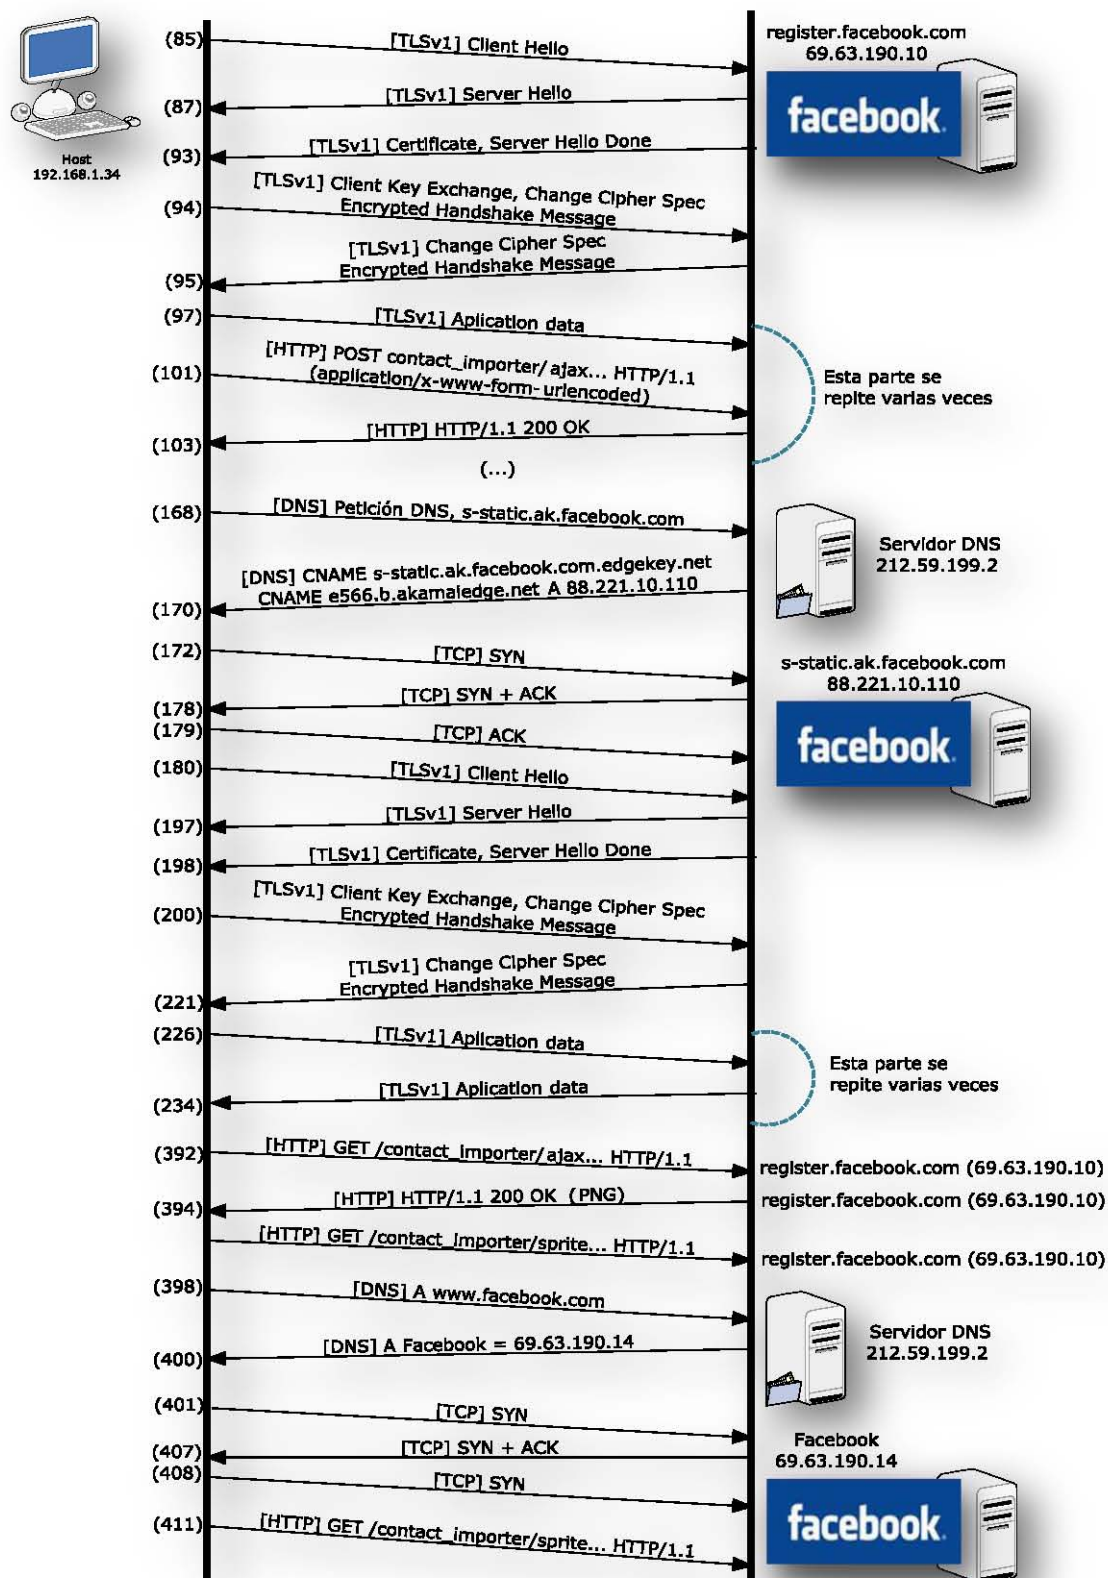 (85) [TLSv1] Client Hello
register.facebook.com
69.63.190.10
facebook.
Host
192.168.1.34
(87) [TLSv1] Server Hello
(93) [TLSv1] Certificate, Server Hello Done
[TLSv1] Client Key Exchange, Change Cipher Spec
(94) Encrypted Handshake Message
[TLSv1] Change Cipher Spec
Encrypted Handshake Message
(95)
(97) [TLSv1] Aplication data
[HTTP] POST contact_importer/ajax... HTTP/1.1
(101) (application/x-www-form-urlencoded)
Esta parte se
repite varias veces
(103) [HTTP] HTTP/1.1 200 OK
(...)
(168) [DNS] Petición DNS, s-static.ak.facebook.com
Servidor DNS
212.59.199.2
[DNS] CNAME s-static.ak.facebook.com.edgekey.net
CNAME e566.b.akamaiedge.net A 88.221.10.110
(170)
(172) [TCP] SYN
s-static.ak.facebook.com
88.221.10.110
(178) [TCP] SYN + ACK
(179) [TCP] ACK
facebook.
(180) [TLSv1] Client Hello
(197) [TLSv1] Server Hello
(198) [TLSv1] Certificate, Server Hello Done
[TLSv1] Client Key Exchange, Change Cipher Spec
(200) Encrypted Handshake Message
[TLSv1] Change Cipher Spec
Encrypted Handshake Message
(221)
(226) [TLSv1] Aplication data
Esta parte se
repite varias veces
(234) [TLSv1] Aplication data
(392) [HTTP] GET /contact_importer/ajax... HTTP/1.1 register.facebook.com (69.63.190.10)
(394) [HTTP] HTTP/1.1 200 OK (PNG) register.facebook.com (69.63.190.10)
[HTTP] GET /contact_importer/sprite... HTTP/1.1 register.facebook.com (69.63.190.10)
(398) [DNS] A www.facebook.com
Servidor DNS
212.59.199.2
(400) [DNS] A Facebook = 69.63.190.14
(401) [TCP] SYN
Facebook
69.63.190.14
(407) [TCP] SYN + ACK
(408) [TCP] SYN
facebook.
(411) [HTTP] GET /contact_importer/sprite... HTTP/1.1